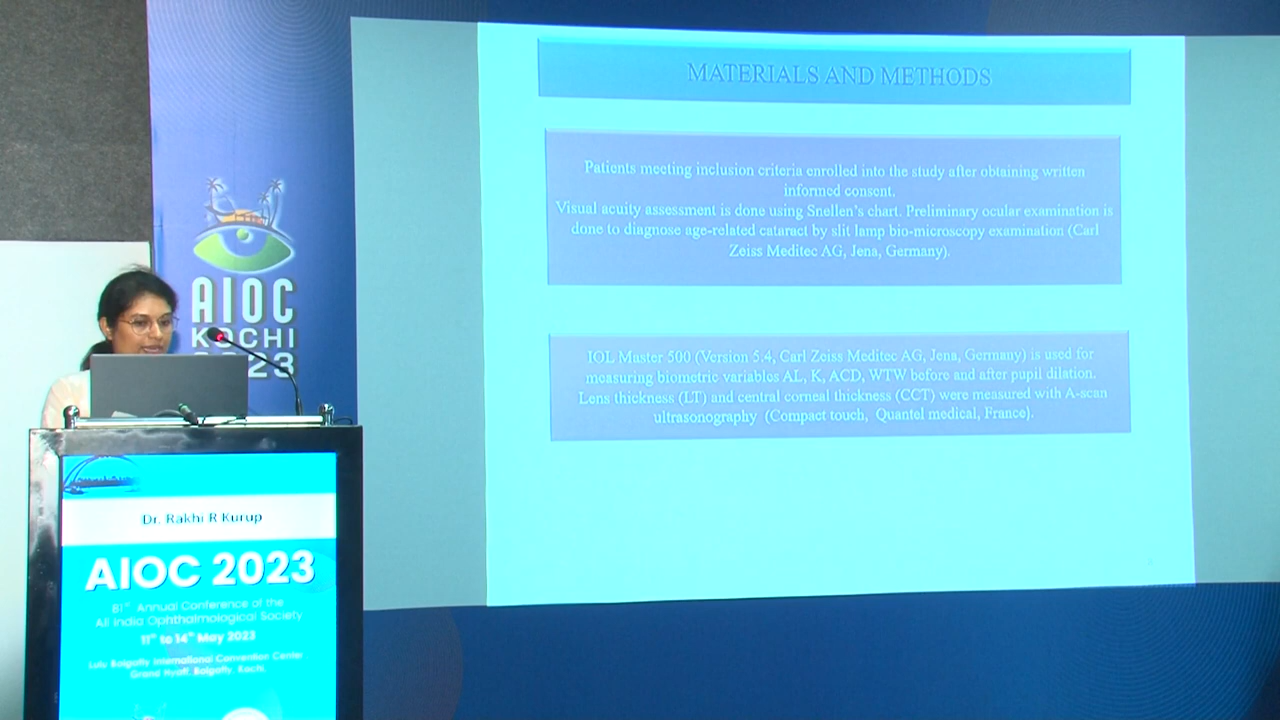 MATERIALS AND METHODS
Patients meeting inclusion criteria enrolled into the study after obtaining written
informed consent.
Visual acuity assessment is done using Snellen's chart. Preliminary ocular examination is
done to diagnose age-related cataract by slit lamp bio-microscopy examination (Carl
Zeiss Meditec AG, Jena, Germany).
IOL Master 500 (Version 5.4, Carl Zeiss Meditec AG, Jena, Germany) is used for
measuring biometric variables AL, K, ACD, WTW before and after pupil dilation.
Lens thickness (LT) and central corneal thickness (CCT) were measured with A-scan
ultrasonography (Compact touch, Quantel medical, France).
AIOC
KOCHI
2023
Dr. Rakhi R Kurup
AIOC 2023
81st Annual Conference of the
All India Ophthalmological Society
11th to 14th May 2023
Lulu Bolgatty International Convention Center
Grand Hyatt, Bolgatty, Kochi.